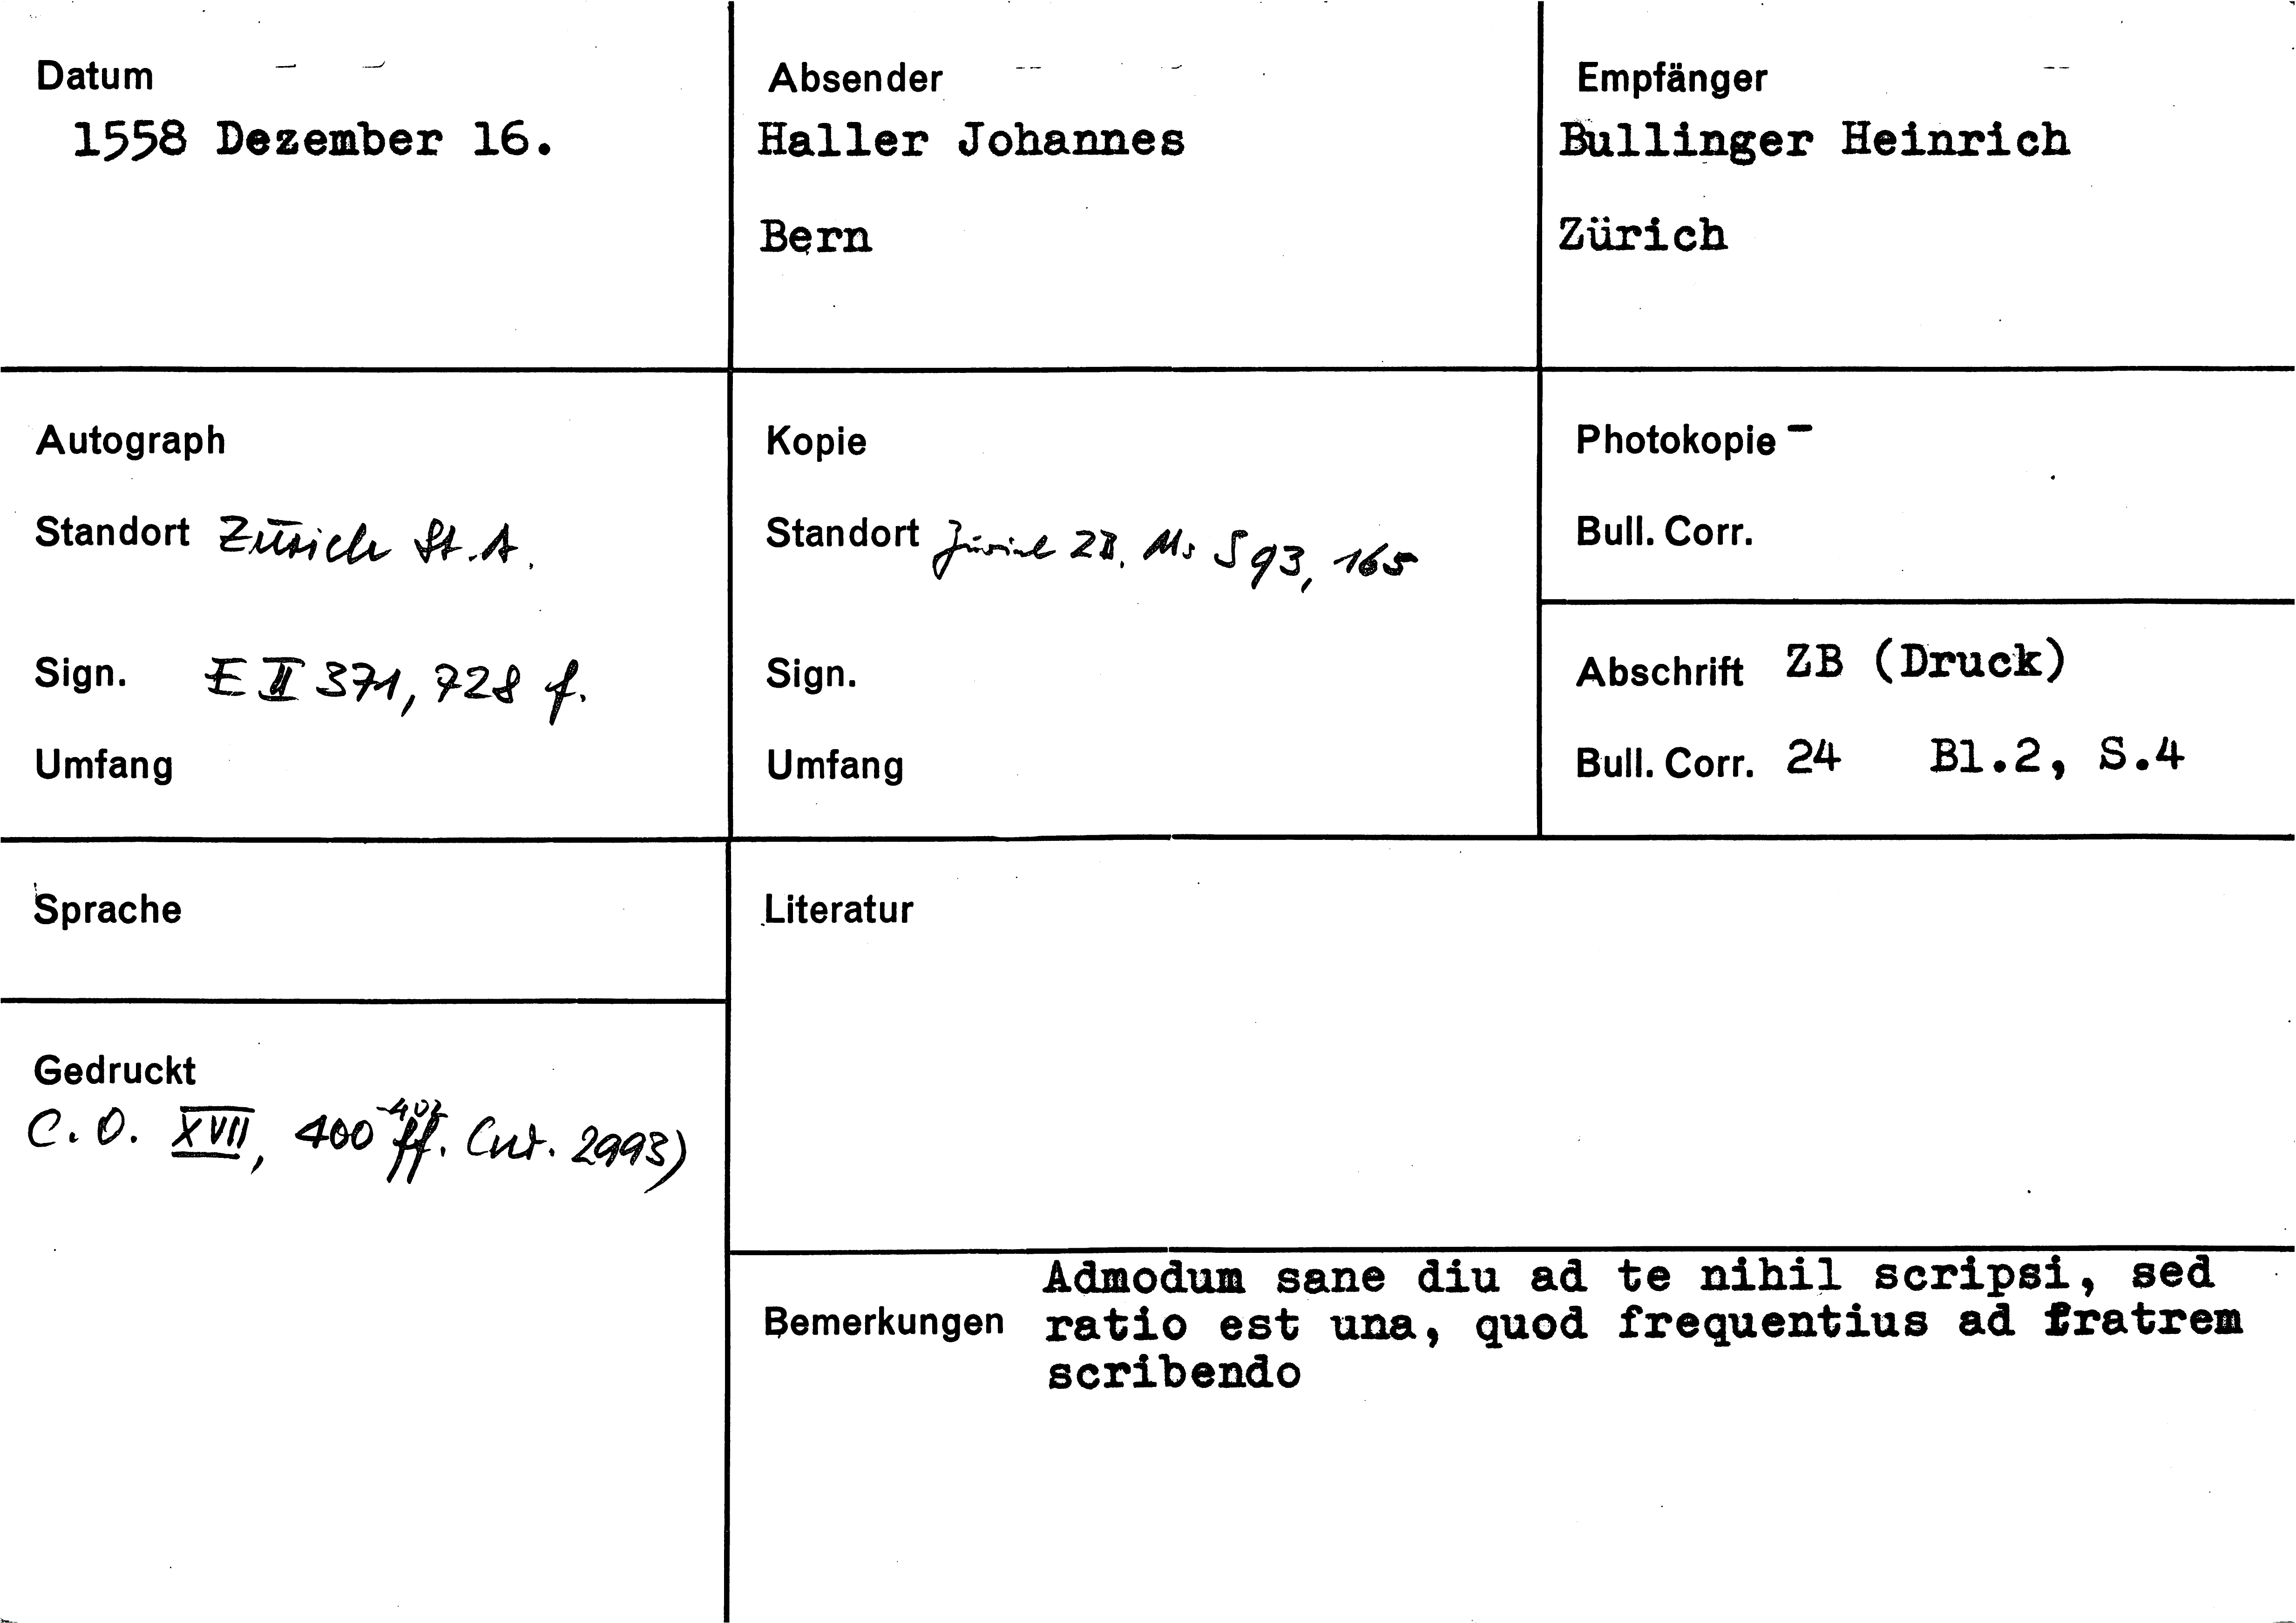 Datum
1558 Dezember 16.
Absender
Haller Johannes
Bern
Empfänger
Bullinger Heinrich
Zürich
Autograph
Standort Zürich St. A.
Sign. E II 371, 728 f.
Umfang
Kopie
Standort Zürich ZB, Ms S 93, 165
Sign.
Umfang
Photokopie -
Bull. Corr.
Abschrift ZB (Druck)
Bull. Corr. 24 Bl.2, S.4
Sprache
Literatur
Gedruckt
-402
C. O. XVII, 400 ff. (nr. 2993)
Bemerkungen
Admodum sane diu ad te nihil scripsi, sed
ratio est una, quod frequentius ad fratrem
scribendo